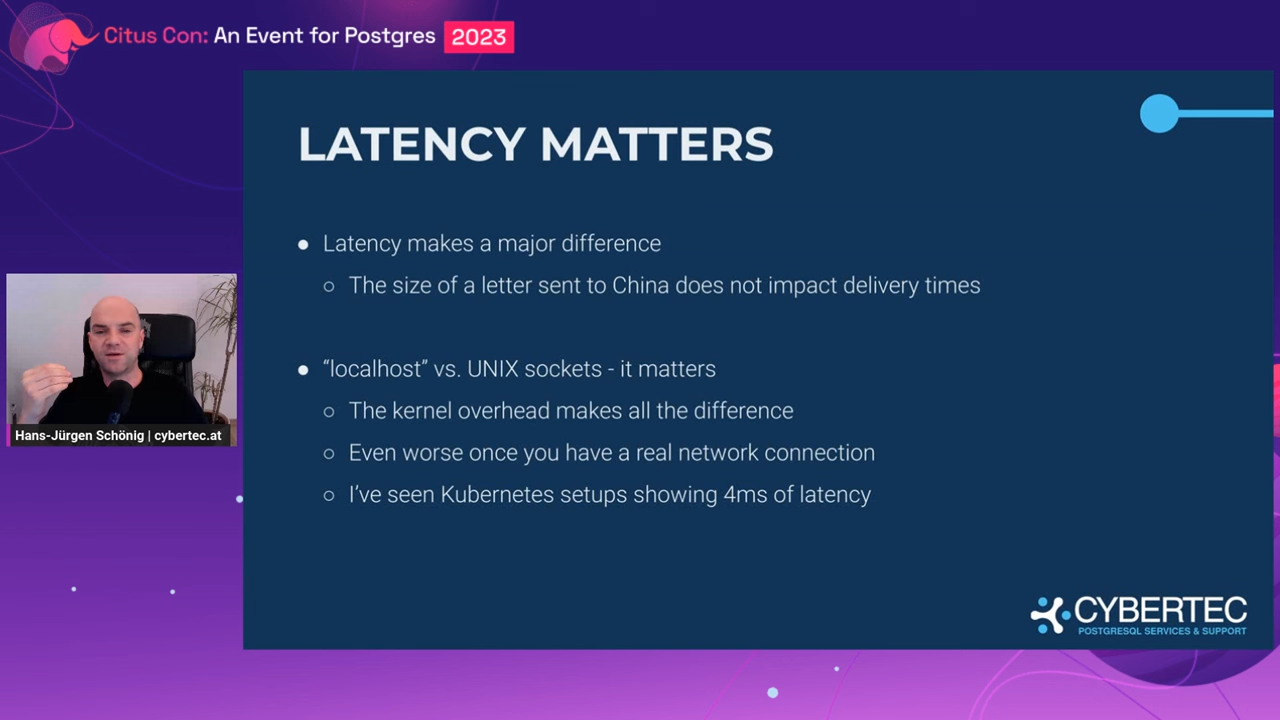 Citus Con: An Event for Postgres 2023
LATENCY MATTERS
● Latency makes a major difference
○ The size of a letter sent to China does not impact delivery times
● “localhost” vs. UNIX sockets - it matters
○ The kernel overhead makes all the difference
○ Even worse once you have a real network connection
○ I’ve seen Kubernetes setups showing 4ms of latency
Hans-Jürgen Schönig | cybertec.at
CYBERTEC
POSTGRESQL SERVICES & SUPPORT